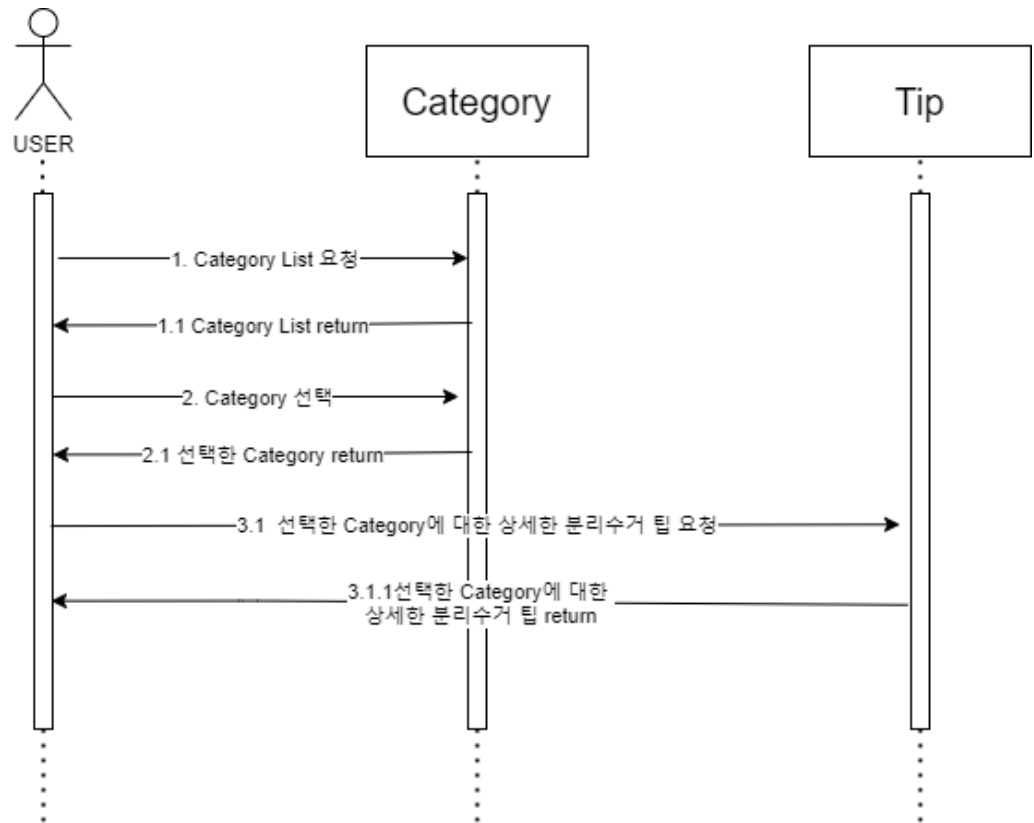 USER
Category
Tip
1. Category List 요청
1.1 Category List return
2. Category 선택
2.1 선택한 Category return
3.1 선택한 Category에 대한 상세한 분리수거 팁 요청
3.1.1선택한 Category에 대한
상세한 분리수거 팁 return